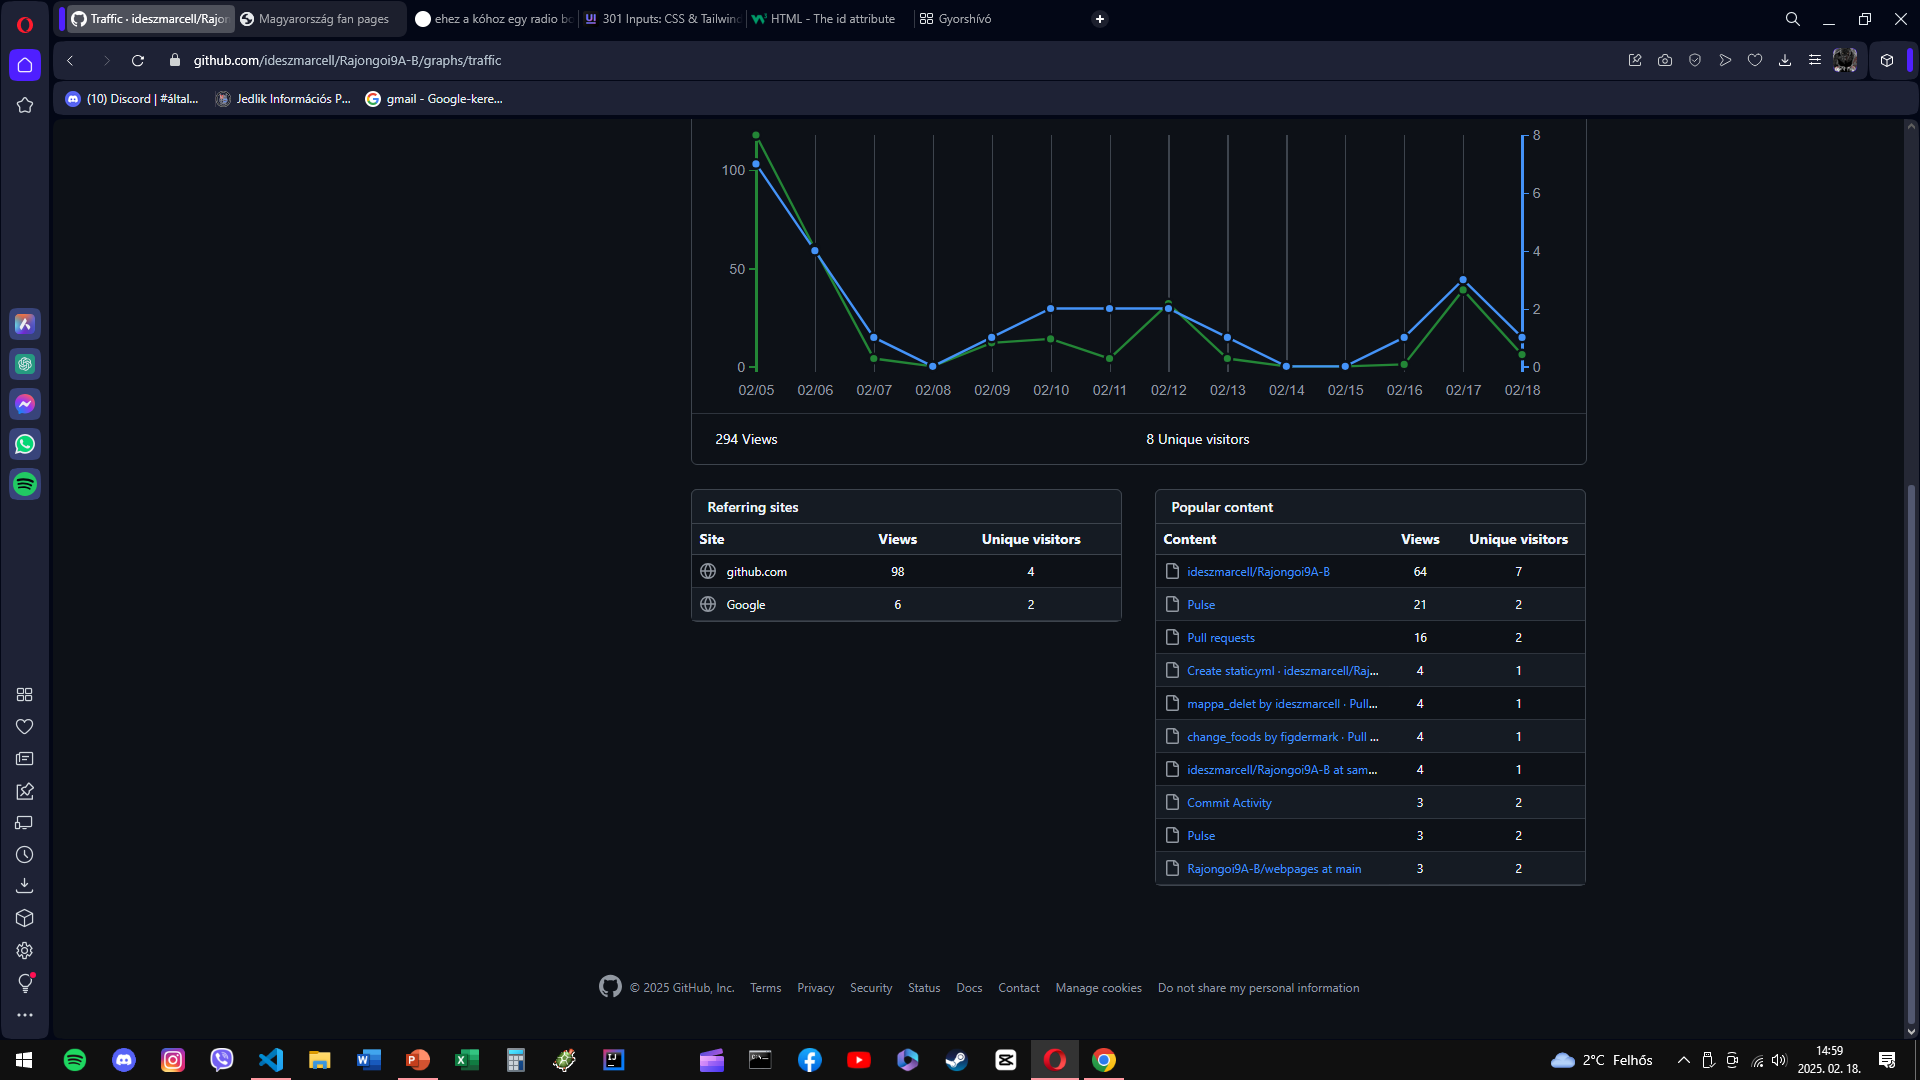 Traffic · ideszmarcell/Rajon
Magyarország fan pages
ehez a kóhoz egy radio bo
301 Inputs: CSS & Tailwind
HTML - The id attribute
Gyorshívó
github.com/ideszmarcell/Rajongoi9A-B/graphs/traffic
(10) Discord | #által...
Jedlik Információs P...
gmail - Google-kere...
100
50
0
8
6
4
2
0
02/05 02/06 02/07 02/08 02/09 02/10 02/11 02/12 02/13 02/14 02/15 02/16 02/17 02/18
294 Views
8 Unique visitors
Referring sites
Site Views Unique visitors
github.com 98 4
Google 6 2
Popular content
Content Views Unique visitors
ideszmarcell/Rajongoi9A-B 64 7
Pulse 21 2
Pull requests 16 2
Create static.yml · ideszmarcell/Raj... 4 1
mappa_delet by ideszmarcell · Pull... 4 1
change_foods by figdermark · Pull ... 4 1
ideszmarcell/Rajongoi9A-B at sam... 4 1
Commit Activity 3 2
Pulse 3 2
Rajongoi9A-B/webpages at main 3 2
© 2025 GitHub, Inc. Terms Privacy Security Status Docs Contact Manage cookies Do not share my personal information
2°C Felhős
14:59
2025. 02. 18.